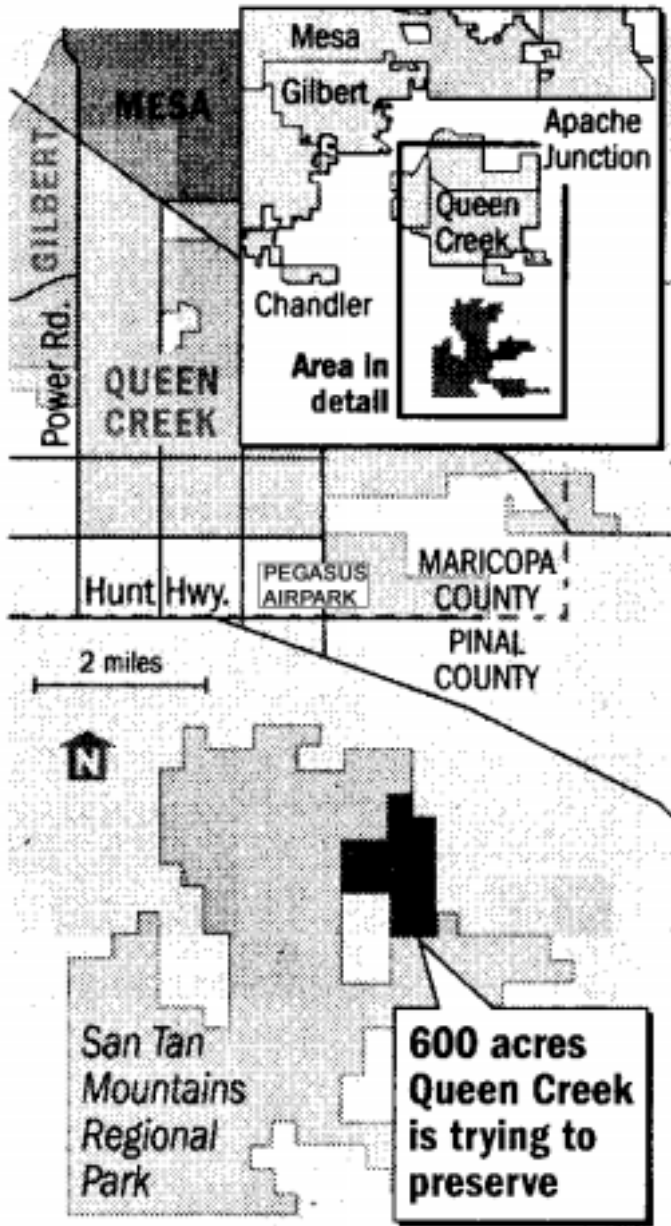 Mesa
MESA
Gilbert
Apache
Junction
GILBERT
Queen
Creek
Chandler
Power Rd.
Area in
detail
QUEEN
CREEK
PEGASUS
AIRPARK
MARICOPA
COUNTY
Hunt Hwy.
PINAL
COUNTY
2 miles
N
San Tan
Mountains
Regional
Park
600 acres
Queen Creek
is trying to
preserve